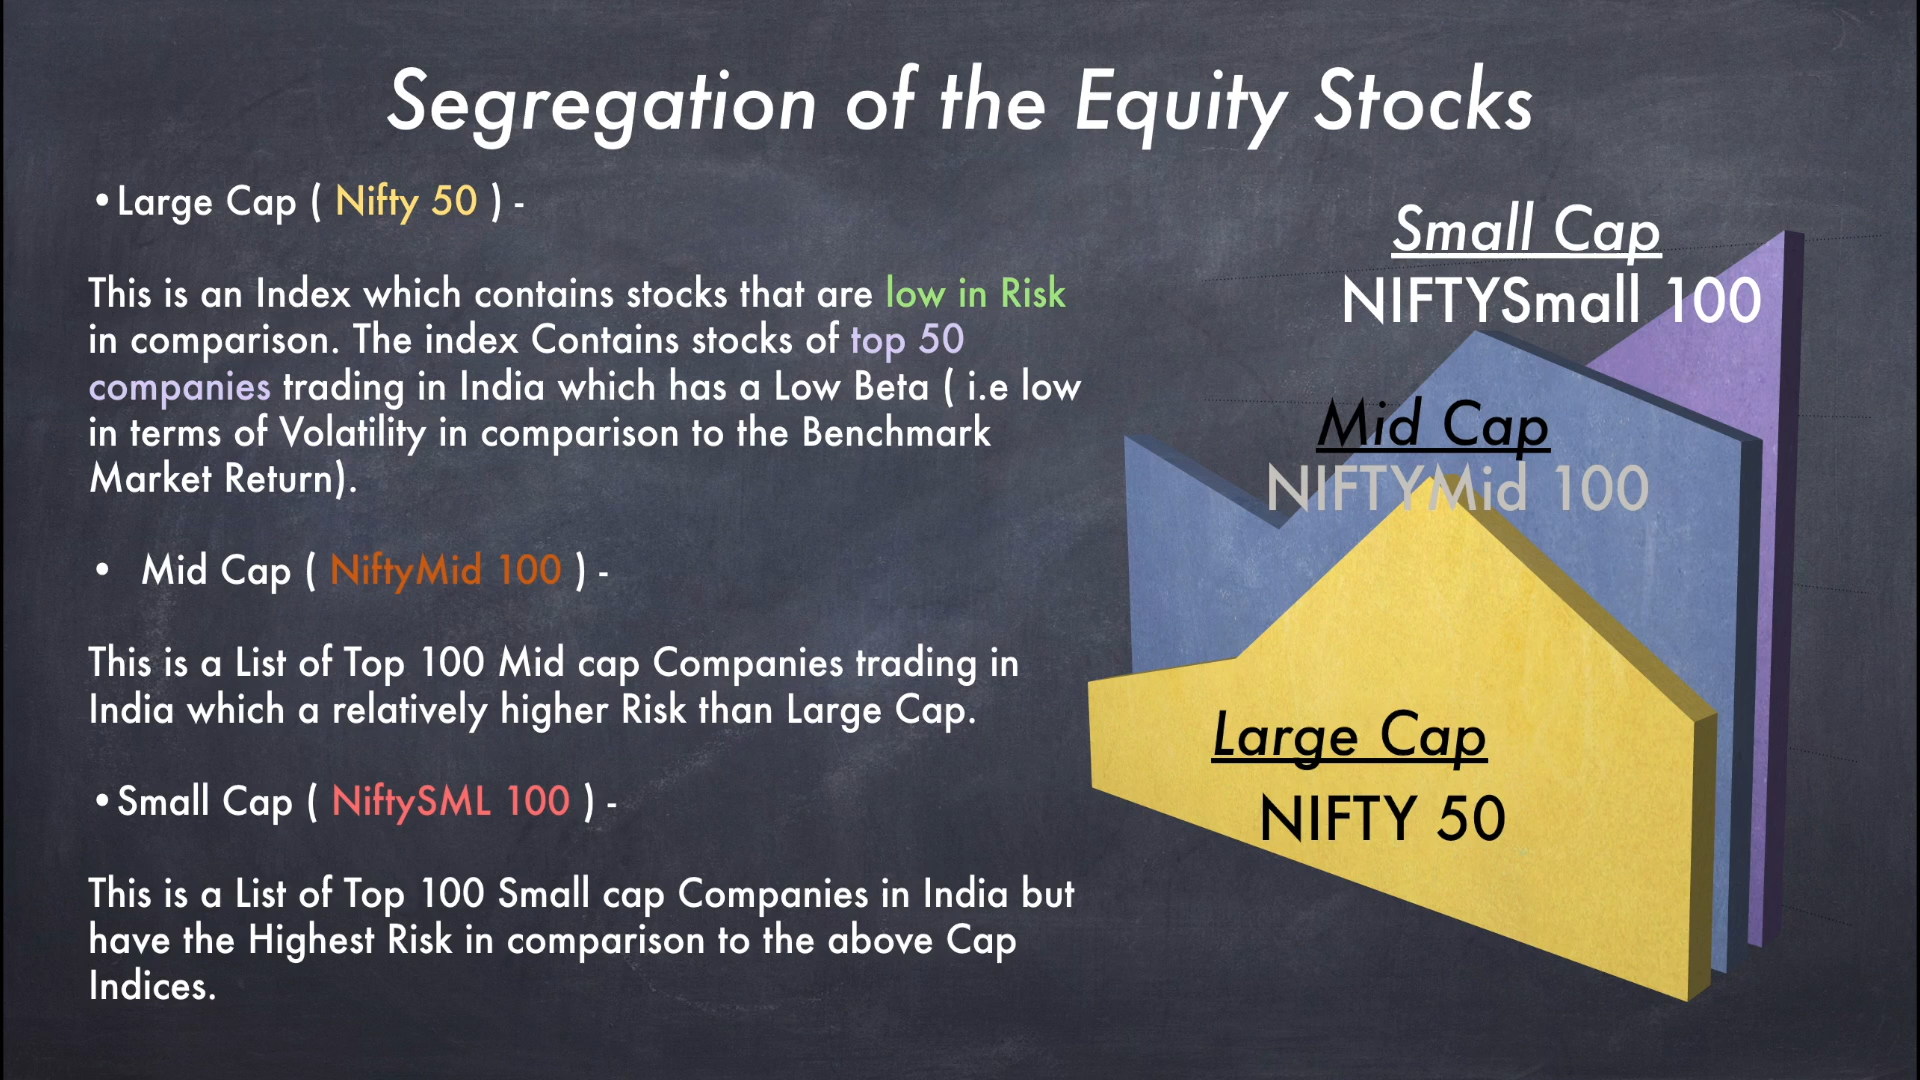 Segregation of the Equity Stocks
•Large Cap ( Nifty 50 ) -
This is an Index which contains stocks that are low in Risk
in comparison. The index Contains stocks of top 50
companies trading in India which has a Low Beta ( i.e low
in terms of Volatility in comparison to the Benchmark
Market Return).
• Mid Cap ( NiftyMid 100 ) -
This is a List of Top 100 Mid cap Companies trading in
India which a relatively higher Risk than Large Cap.
•Small Cap ( NiftySML 100 ) -
This is a List of Top 100 Small cap Companies in India but
have the Highest Risk in comparison to the above Cap
Indices.
Small Cap
NIFTYSmall 100
Mid Cap
NIFTYMid 100
Large Cap
NIFTY 50